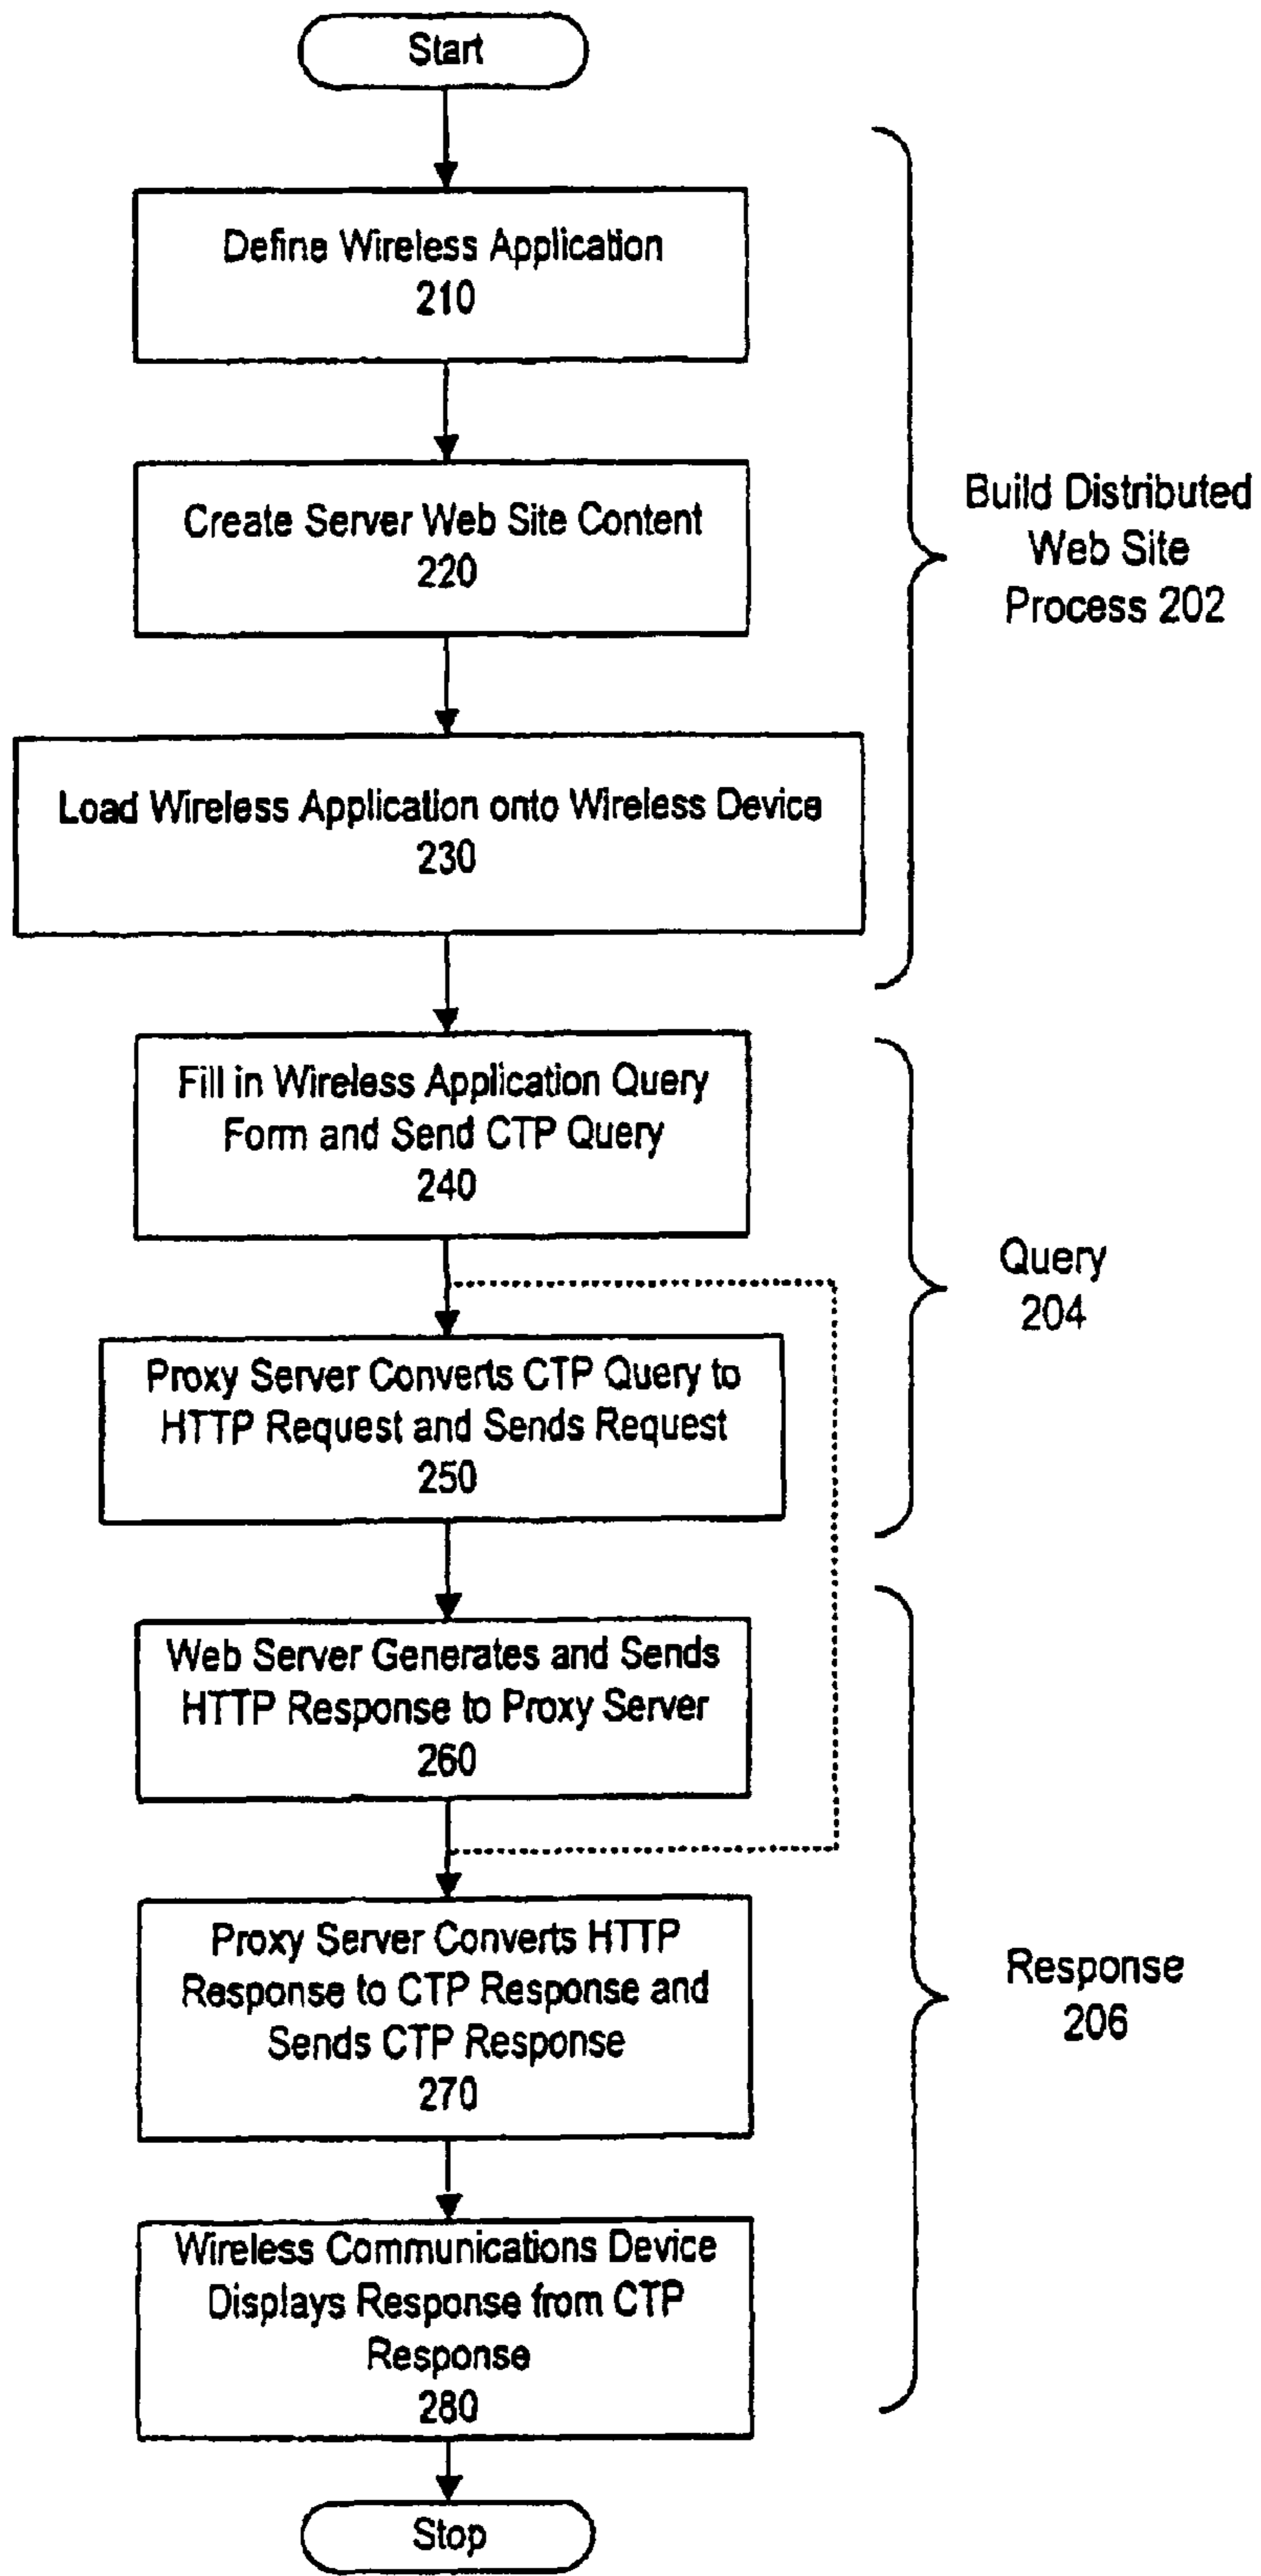 Start
Define Wireless Application
210
Create Server Web Site Content
220
Load Wireless Application onto Wireless Device
230
Build Distributed
Web Site
Process 202
Fill in Wireless Application Query
Form and Send CTP Query
240
Proxy Server Converts CTP Query to
HTTP Request and Sends Request
250
Query
204
Web Server Generates and Sends
HTTP Response to Proxy Server
260
Proxy Server Converts HTTP
Response to CTP Response and
Sends CTP Response
270
Wireless Communications Device
Displays Response from CTP
Response
280
Response
206
Stop